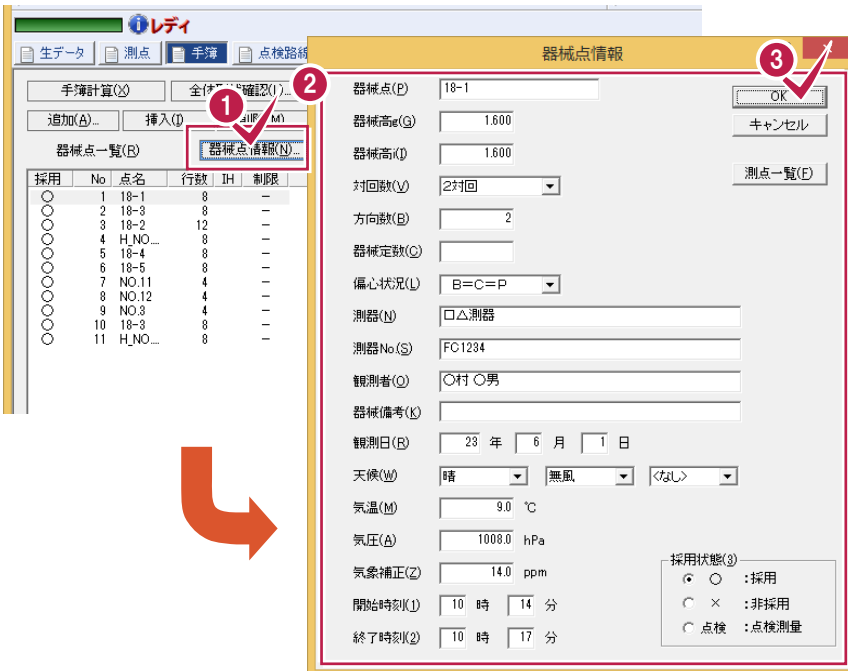 レディ
生データ 測点 手簿 点検路線
手簿計算(X)
追加(A)... 挿入(I)
器械点一覧(R) 器械点情報(N)...
採用 No 点名 行数 IH 制限
○ 1 18-1 8 －
○ 2 18-3 8 －
○ 3 18-2 12 －
○ 4 H_NO.... 8 －
○ 5 18-4 8 －
○ 6 18-5 8 －
○ 7 NO.11 4 －
○ 8 NO.12 4 －
○ 9 NO.3 4 －
○ 10 18-3 8 －
○ 11 H_NO.... 8 －
1
2
器械点情報
3
器械点(P) 18-1
OK
器械高g(G) 1.600
キャンセル
器械高i(I) 1.600
測点一覧(F)
対回数(V) 2対回
方向数(B) 2
器械定数(C)
偏心状況(L) B=C=P
測器(N) □△測器
測器No.(S) FC1234
観測者(O) ○村 ○男
器械備考(K)
観測日(R) 23 年 6 月 1 日
天候(W) 晴 無風 <なし>
気温(M) 9.0 ℃
気圧(A) 1008.0 hPa
気象補正(Z) 14.0 ppm
開始時刻(1) 10 時 14 分
終了時刻(2) 10 時 17 分
採用状態(3)
○ :採用
× :非採用
点検 :点検測量